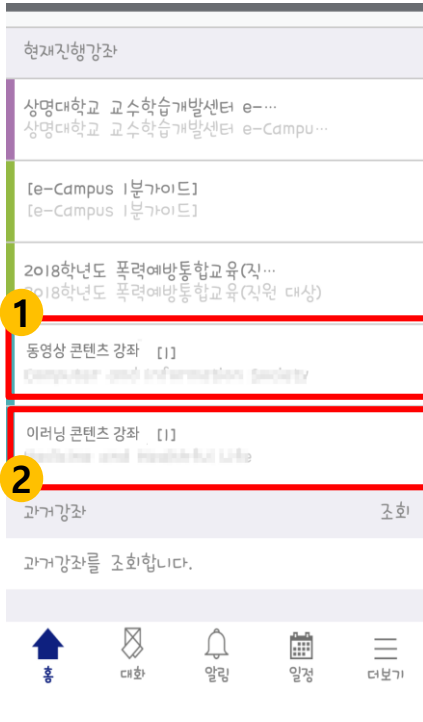 현재진행강좌
상명대학교 교수학습개발센터 e-…
상명대학교 교수학습개발센터 e-Campu…
[e-Campus 1분가이드]
[e-Campus 1분가이드]
2018학년도 폭력예방통합교육(직…
2018학년도 폭력예방통합교육(직원 대상)
1
동영상 콘텐츠 강좌 [1]
Computer and Information Society
이러닝 콘텐츠 강좌 [1]
2
과거강좌 조회
과거강좌를 조회합니다.
홈 대화 알림 일정 더보기